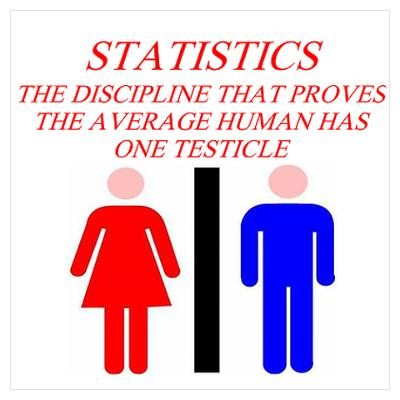 STATISTICS
THE DISCIPLINE THAT PROVES
THE AVERAGE HUMAN HAS
ONE TESTICLE